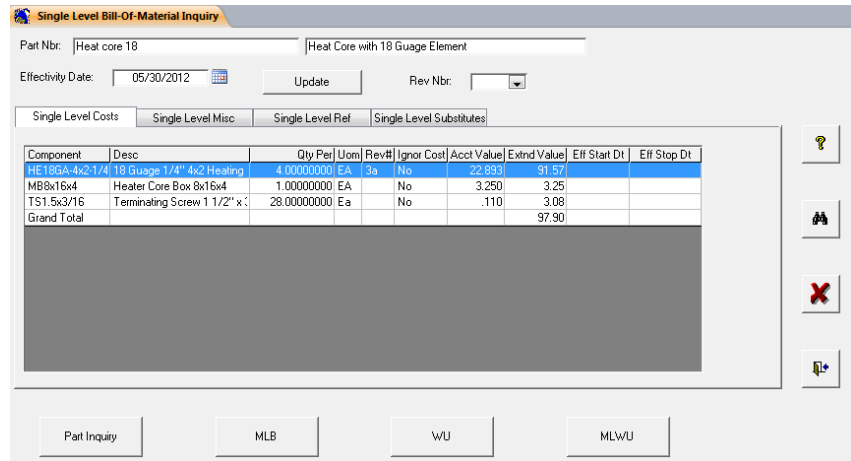 Single Level Bill-Of-Material Inquiry
Part Nbr: Heat core 18 Heat Core with 18 Guage Element
Effectivity Date: 05/30/2012 Update Rev Nbr:
Single Level Costs Single Level Misc Single Level Ref Single Level Substitutes
Component Desc Qty Per Uom Rev# Ignor Cost Acct Value Extnd Value Eff Start Dt Eff Stop Dt
HE18GA-4x2-1/4 18 Guage 1/4" 4x2 Heating 4.00000000 EA 3a No 22.893 91.57
MB8x16x4 Heater Core Box 8x16x4 1.00000000 EA No 3.250 3.25
TS1.5x3/16 Terminating Screw 1 1/2" x 28.00000000 Ea No .110 3.08
Grand Total 97.90
?
Part Inquiry MLB WU MLWU